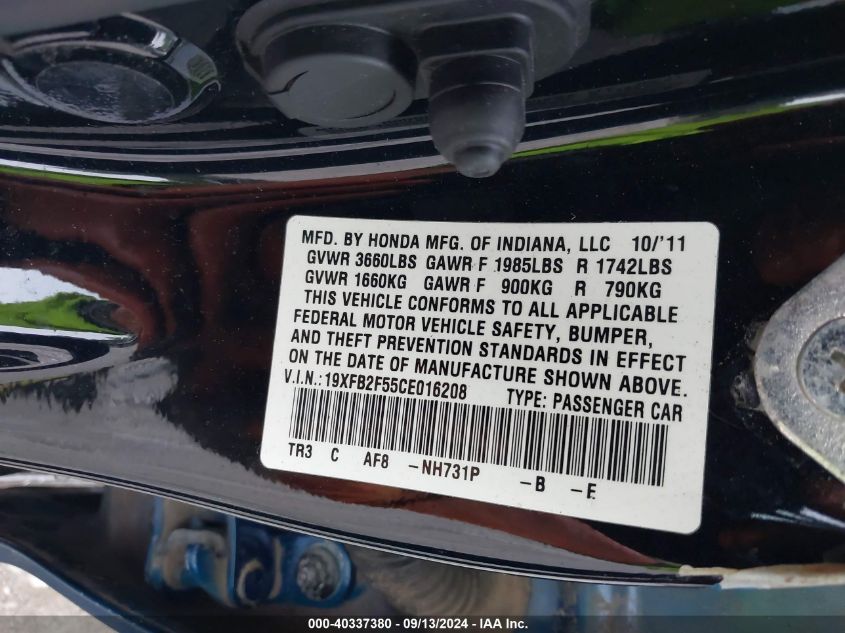 MFD. BY HONDA MFG. OF INDIANA, LLC 10/'11
GVWR 3660LBS GAWR F 1985LBS R 1742LBS
GVWR 1660KG GAWR F 900KG R 790KG
THIS VEHICLE CONFORMS TO ALL APPLICABLE
FEDERAL MOTOR VEHICLE SAFETY, BUMPER,
AND THEFT PREVENTION STANDARDS IN EFFECT
ON THE DATE OF MANUFACTURE SHOWN ABOVE.
V.I.N.:19XFB2F55CE016208 TYPE: PASSENGER CAR
TR3 C AF8 -NH731P -B -E
000-40337380 - 09/13/2024 - IAA Inc.